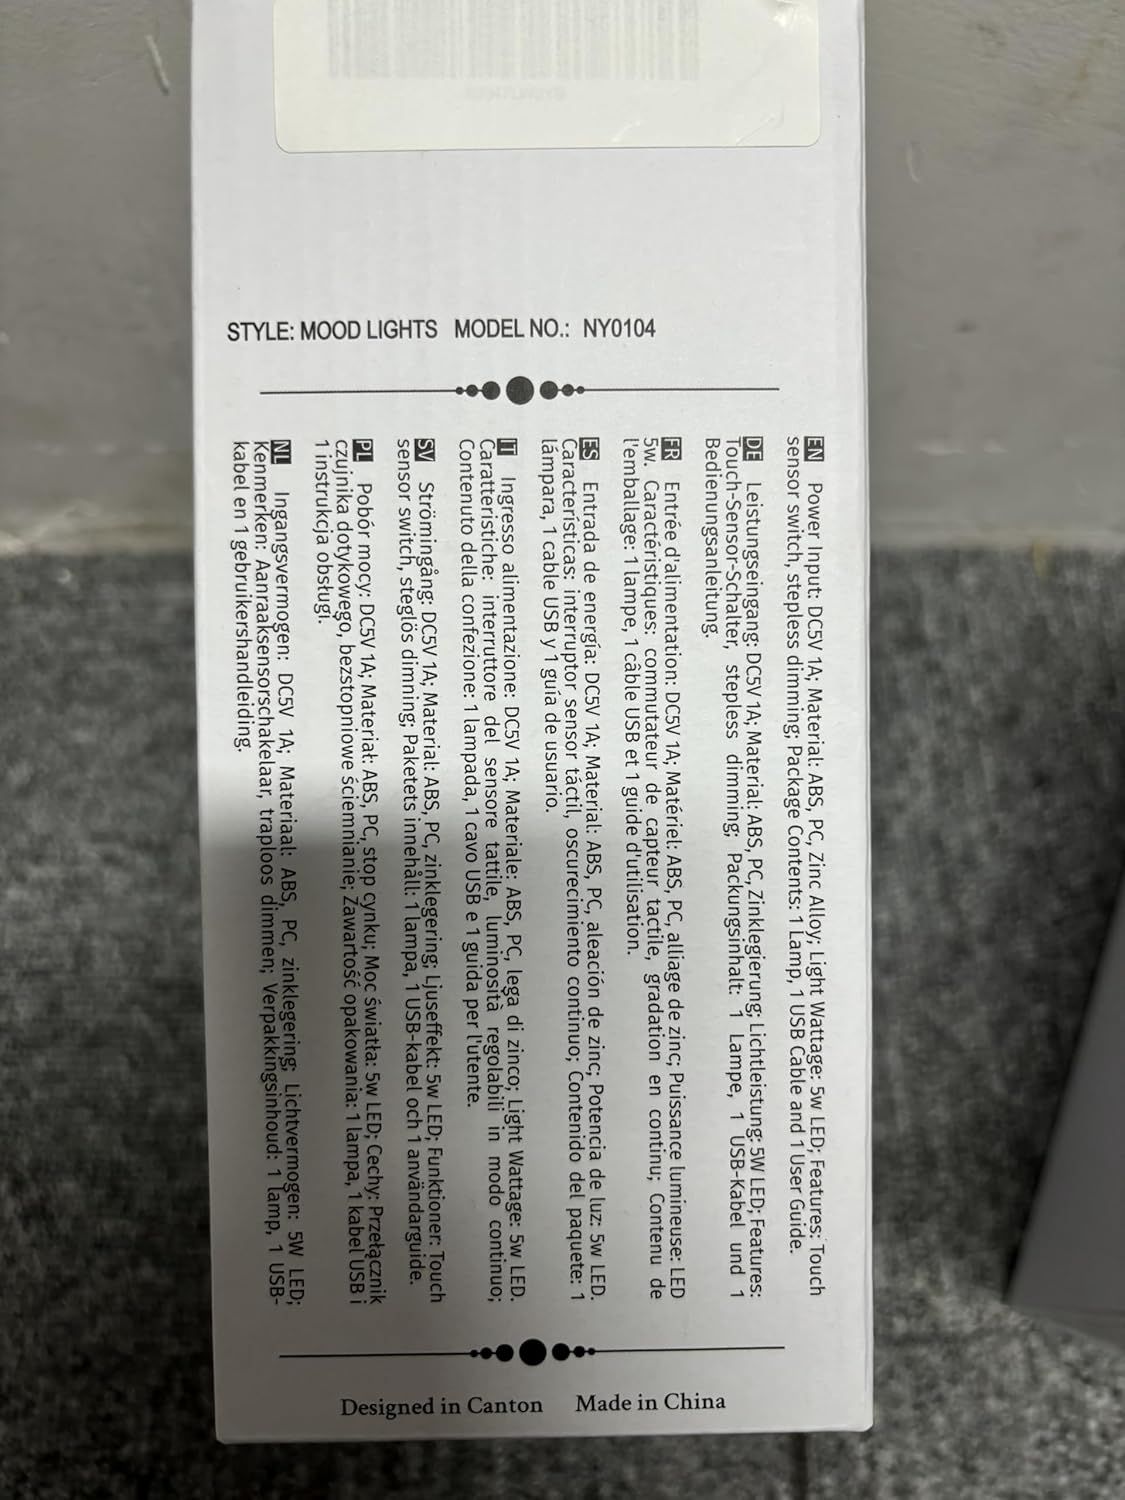 STYLE: MOOD LIGHTS MODEL NO.: NY0104
EN Power Input: DC5V 1A; Material: ABS, PC, Zinc Alloy; Light Wattage: 5w LED; Features: Touch
sensor switch, stepless dimming; Package Contents: 1 Lamp, 1 USB Cable and 1 User Guide.
DE Leistungseingang: DC5V 1A; Material: ABS, PC, Zinklegierung; Lichtleistung: 5W LED; Features:
Touch-Sensor-Schalter, stepless dimming; Packungsinhalt: 1 Lampe, 1 USB-Kabel und 1
Bedienungsanleitung.
FR Entrée d'alimentation: DC5V 1A; Matériel: ABS, PC, alliage de zinc; Puissance lumineuse: LED
5w. Caractéristiques: commutateur de capteur tactile, gradation en continu; Contenu de
l'emballage: 1 lampe, 1 câble USB et 1 guide d'utilisation.
ES Entrada de energía: DC5V 1A; Material: ABS, PC, aleación de zinc; Potencia de luz: 5w LED.
Características: interruptor sensor táctil, oscurecimiento continuo; Contenido del paquete: 1
lámpara, 1 cable USB y 1 guía de usuario.
IT Ingresso alimentazione: DC5V 1A; Materiale: ABS, PC, lega di zinco; Light Wattage: 5w LED.
Caratteristiche: interruttore del sensore tattile, luminosità regolabili in modo continuo;
Contenuto della confezione: 1 lampada, 1 cavo USB e 1 guida per l'utente.
SV Strömingång: DC5V 1A; Material: ABS, PC, zinklegering; Ljuseffekt: 5w LED; Funktioner: Touch
sensor switch, steglös dimning; Paketets innehåll: 1 lampa, 1 USB-kabel och 1 användarguide.
PL Pobór mocy: DC5V 1A; Materiał: ABS, PC, stop cynku; Moc światła: 5w LED; Cechy: Przełącznik
czujnika dotykowego, bezstopniowe ściemnianie; Zawartość opakowania: 1 lampa, 1 kabel USB i
1 instrukcja obsługi.
NL Ingangsvermogen: DC5V 1A; Materiaal: ABS, PC, zinklegering; Lichtvermogen: 5W LED;
Kenmerken: Aanraaksensorschakelaar, traploos dimmen; Verpakkingsinhoud: 1 lamp, 1 USB-
kabel en 1 gebruikershandleiding.
Designed in Canton Made in China